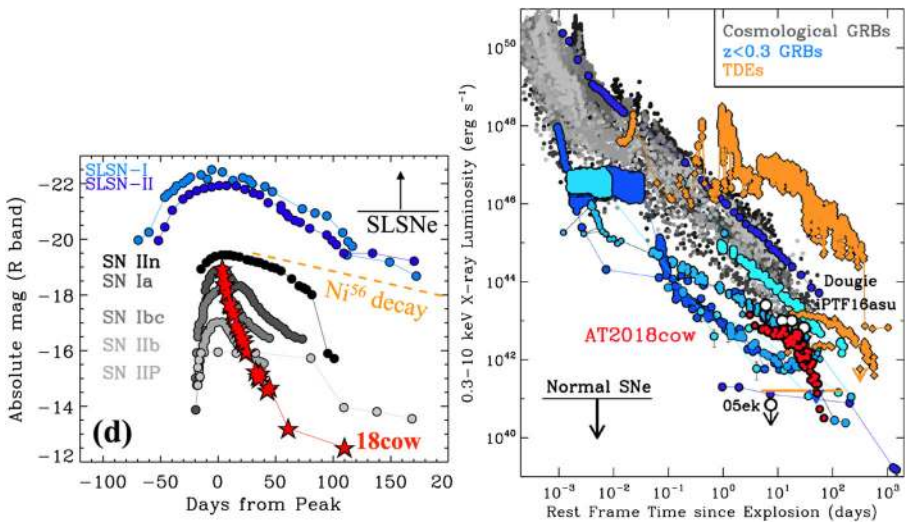 SLSN-I
SLSN-II
SLSNe
SN IIn
SN Ia
SN Ibc
SN IIb
SN IIP
Ni56 decay
(d)
18cow
Absolute mag (R band)
-22
-20
-18
-16
-14
-12
-100
-50
0
50
100
150
20
Days from Peak
Cosmological GRBs
z<0.3 GRBs
TDEs
0.3-10 keV X-ray Luminosity (erg s-1)
10^50
10^48
10^46
10^44
10^42
10^40
Dougie
iPTF16asu
AT2018cow
Normal SNe
05ek
10^-3
10^-2
10^-1
10^0
10^1
10^2
10^3
Rest Frame Time since Explosion (days)